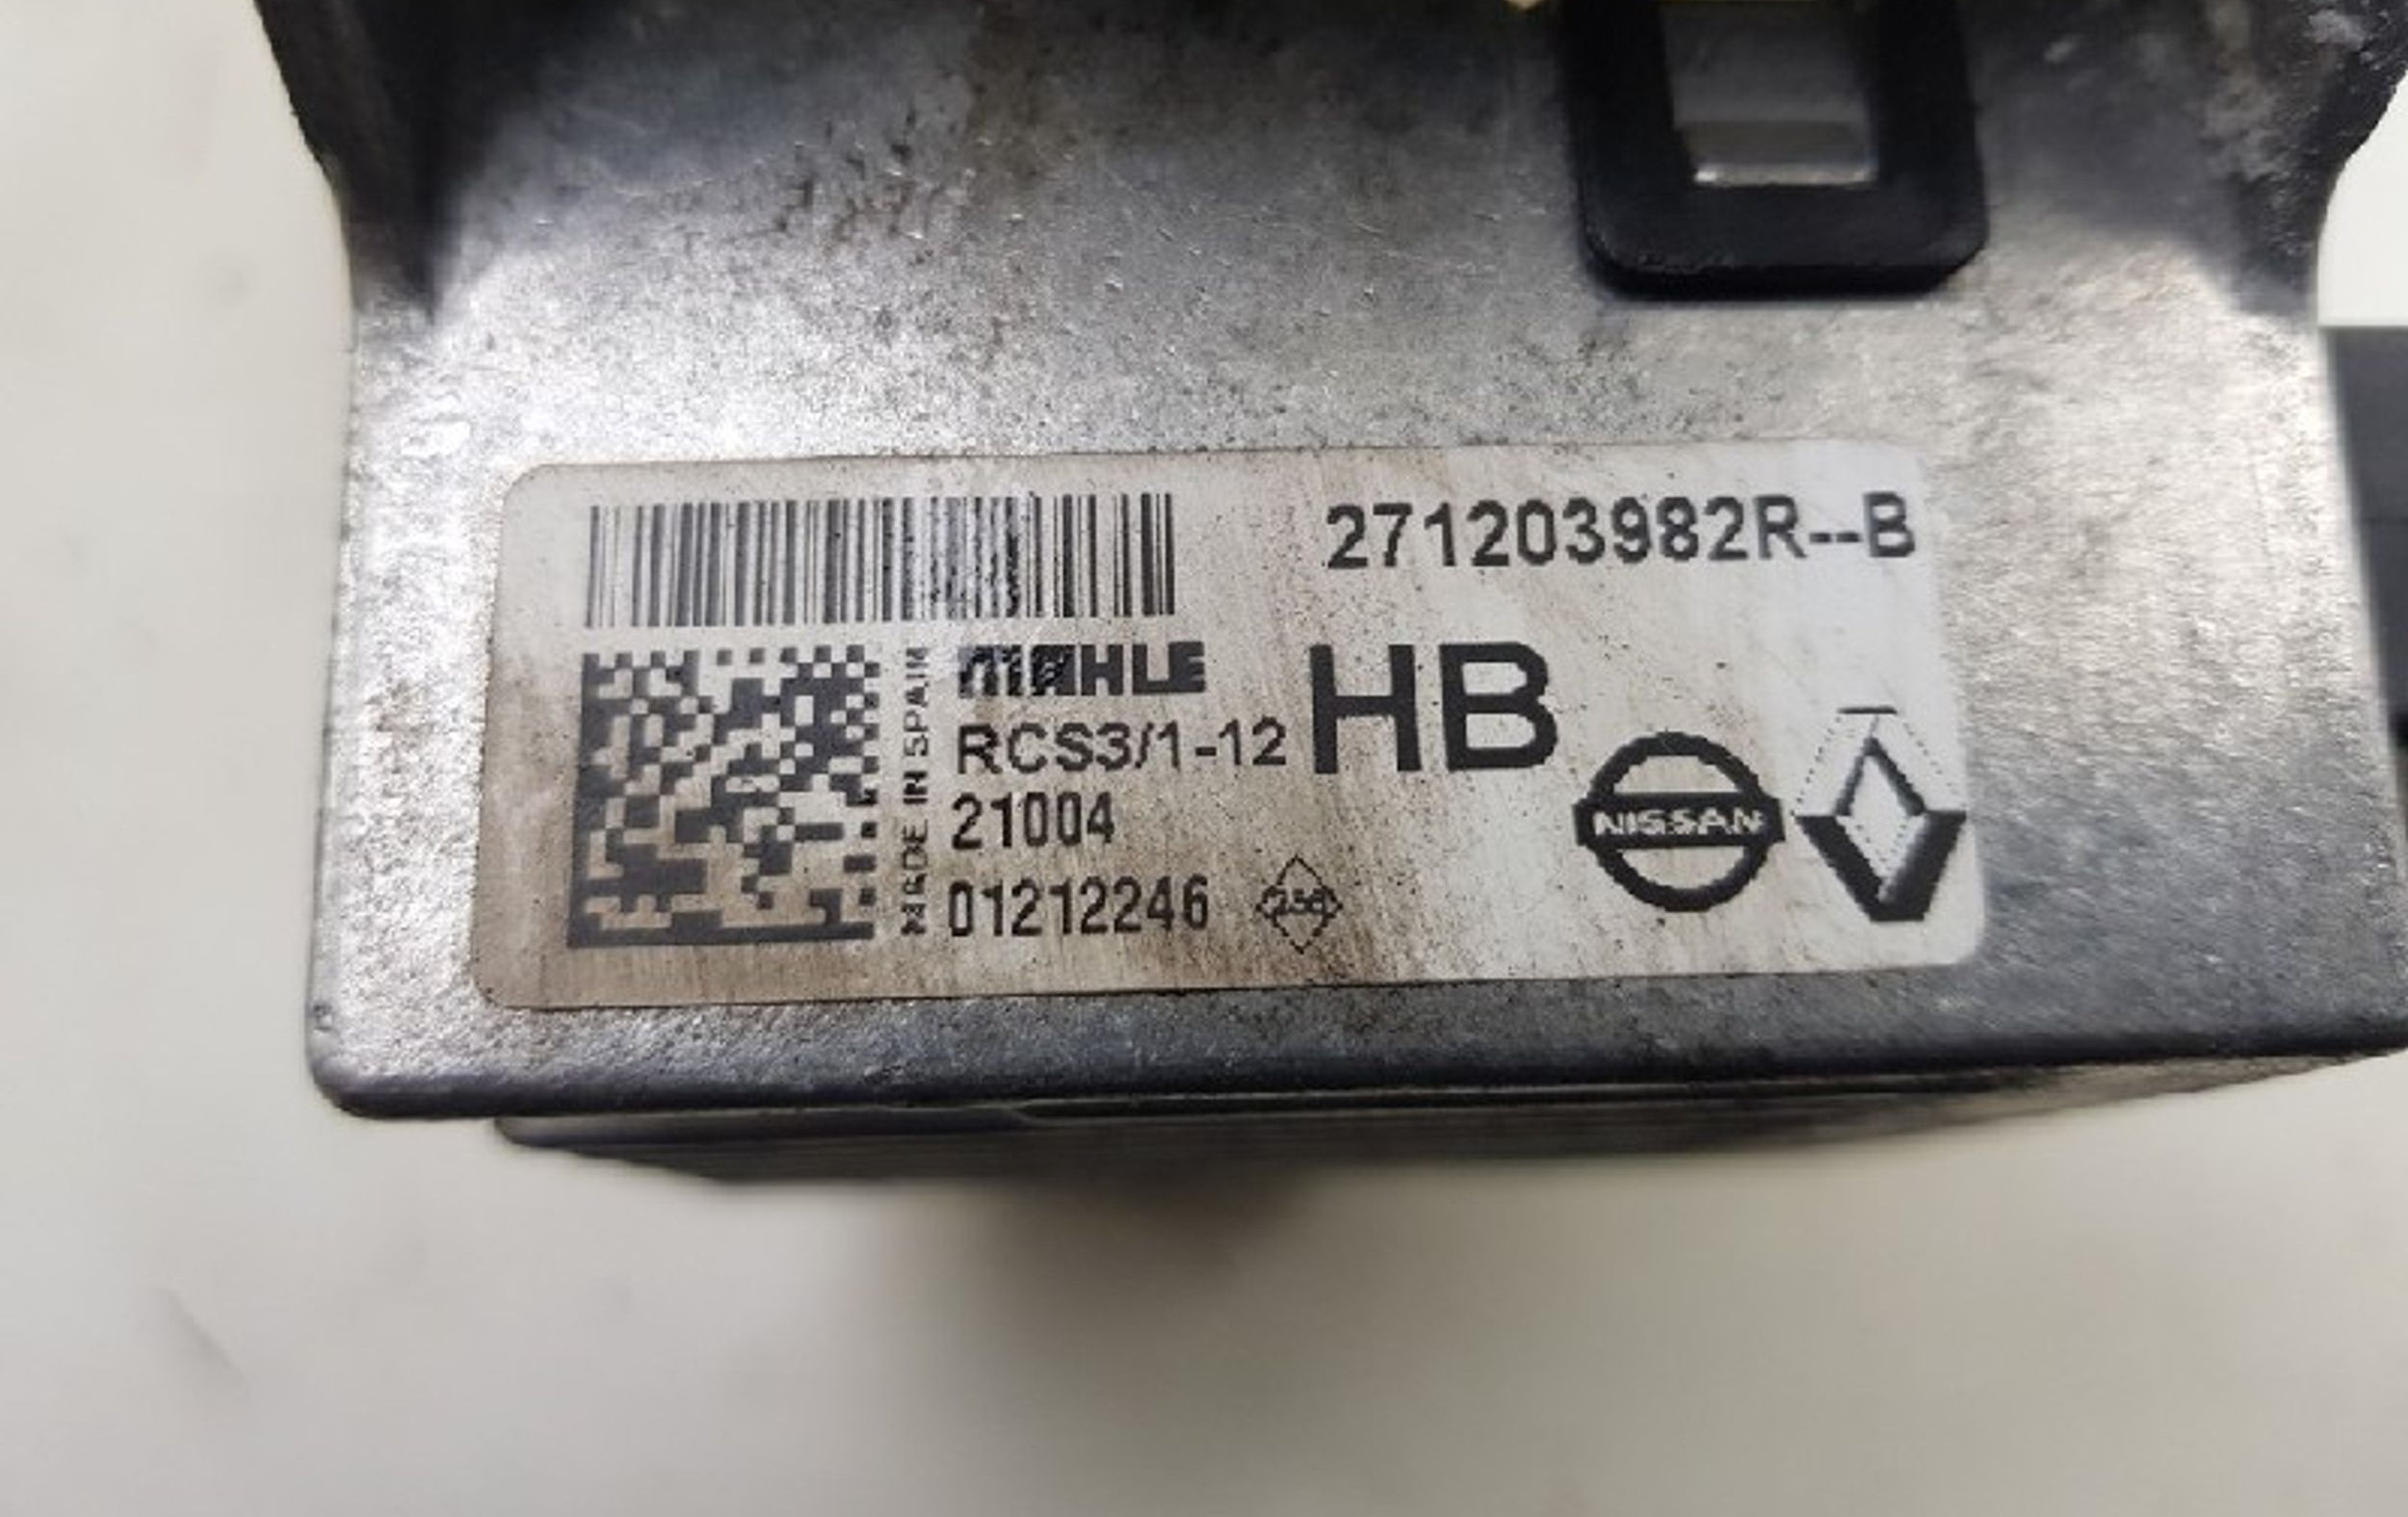 271203982R--B
MAHLE
HB
RCS3/1-12
21004
01212246
MADE IN SPAIN
NISSAN